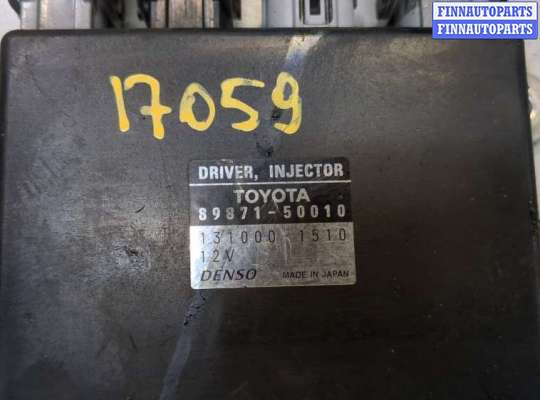 FINNAUTOPARTS
FINNAUTOPARTS
17059
DRIVER, INJECTOR
TOYOTA
89871-50010
131000 1510
12V
DENSO MADE IN JAPAN